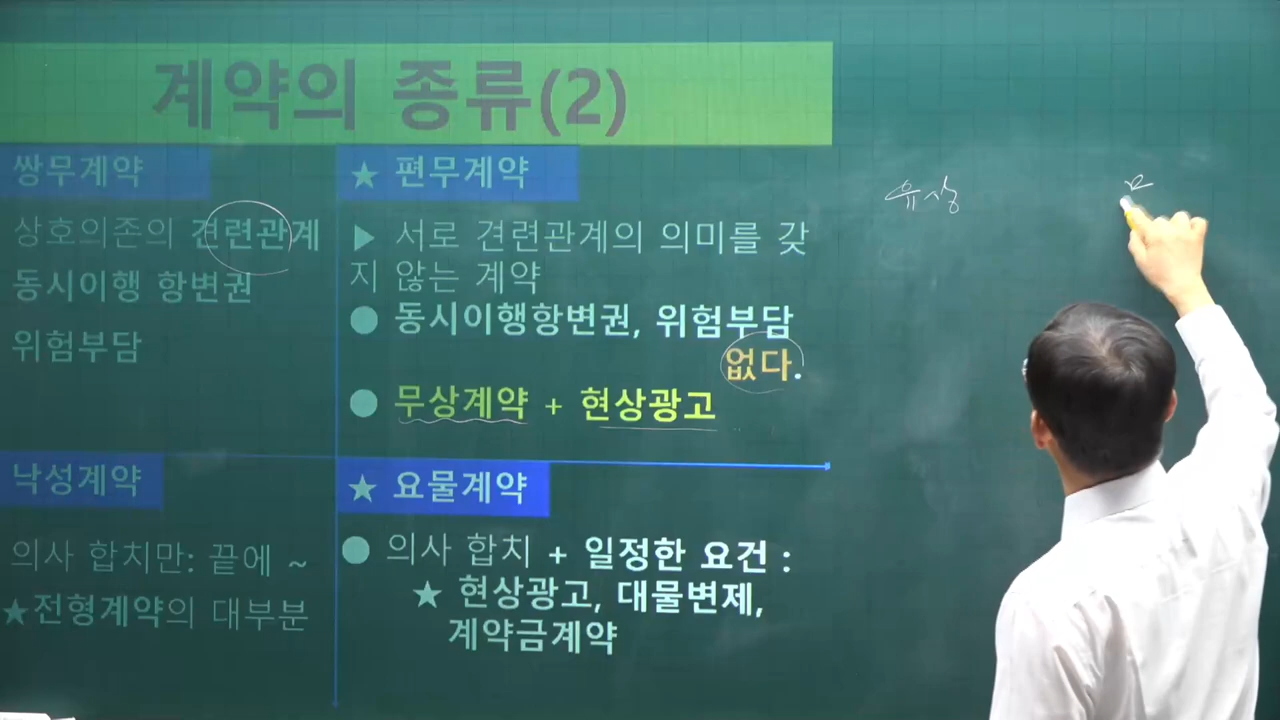 계약의 종류(2)
쌍무계약
상호의존의 견련관계
동시이행 항변권
위험부담
★ 편무계약
▶ 서로 견련관계의 의미를 갖
지 않는 계약
● 동시이행항변권, 위험부담
없다.
● 무상계약 + 현상광고
낙성계약
의사 합치만: 끝에 ~
★전형계약의 대부분
★ 요물계약
● 의사 합치 + 일정한 요건 :
★ 현상광고, 대물변제,
계약금계약
유상